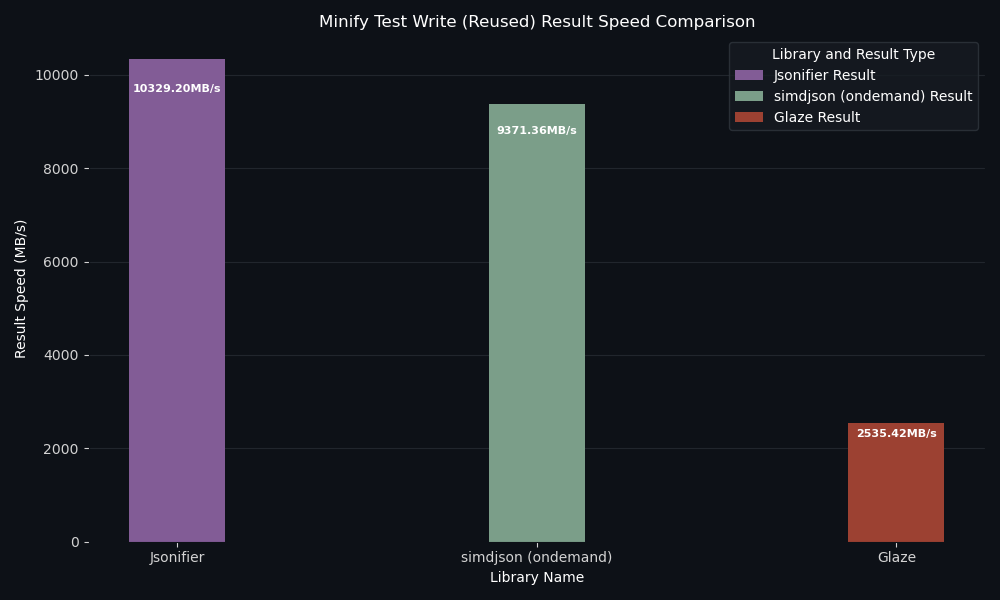 Minify Test Write (Reused) Result Speed Comparison
Library and Result Type
Jsonifier Result
simdjson (ondemand) Result
Glaze Result
10000
8000
6000
4000
2000
0
Result Speed (MB/s)
10329.20MB/s
9371.36MB/s
2535.42MB/s
Jsonifier
simdjson (ondemand)
Glaze
Library Name